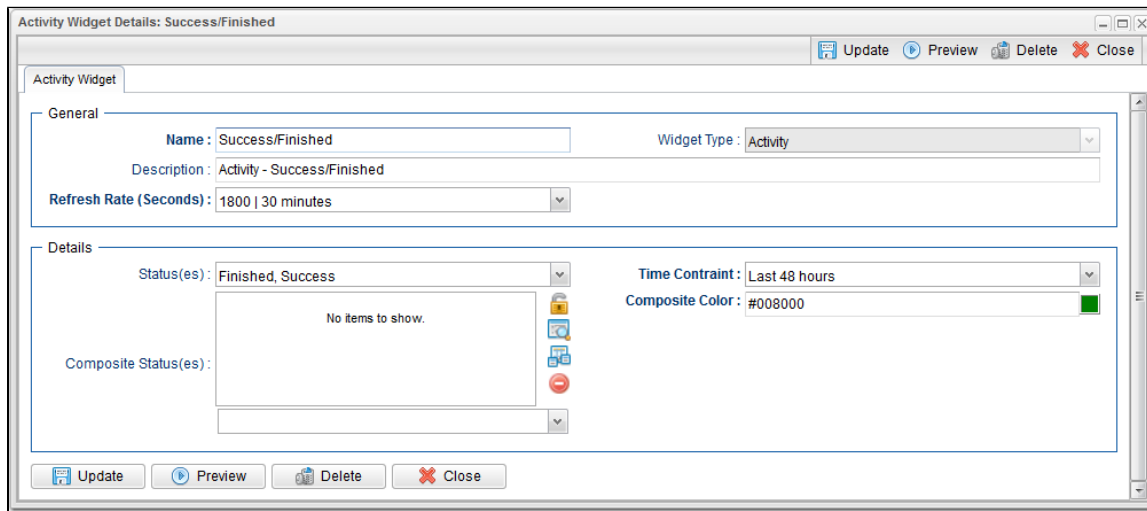 Activity Widget Details: Success/Finished
Update Preview Delete Close
Activity Widget
General
Name : Success/Finished Widget Type : Activity
Description : Activity - Success/Finished
Refresh Rate (Seconds) : 1800 | 30 minutes
Details
Status(es) : Finished, Success Time Contraint : Last 48 hours
Composite Color : #008000
No items to show.
Composite Status(es) :
Update Preview Delete Close